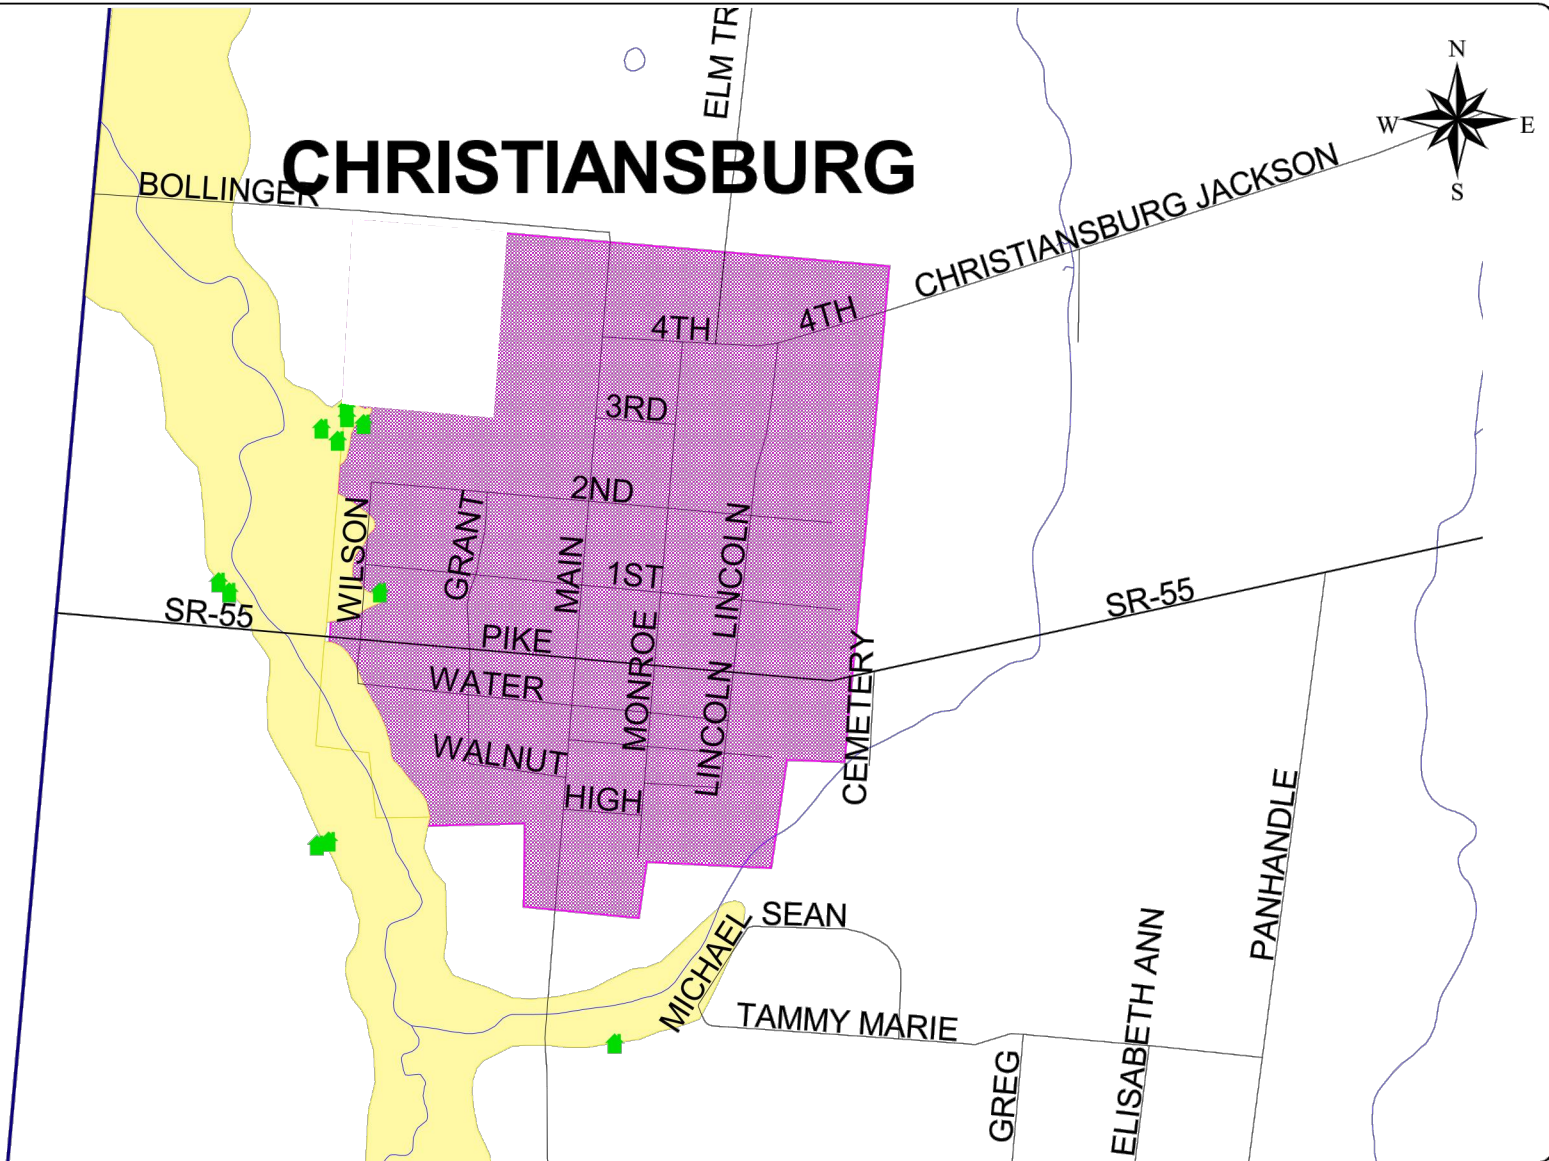 ELM TR
N
W
E
S
CHRISTIANSBURG
BOLLINGER
CHRISTIANSBURG JACKSON
4TH
4TH
3RD
2ND
WILSON
GRANT
MAIN
1ST
LINCOLN
SR-55
SR-55
PIKE
WATER
MONROE
LINCOLN
CEMETERY
WALNUT
HIGH
PANHANDLE
MICHAEL
SEAN
TAMMY MARIE
ELISABETH ANN
GREG